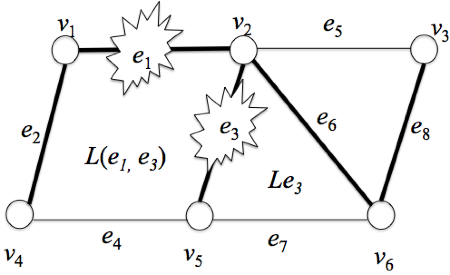 v1 v2 e5 v3
e1
e2 e3 e6 e8
L(e1, e3) Le3
v4 e4 v5 e7 v6